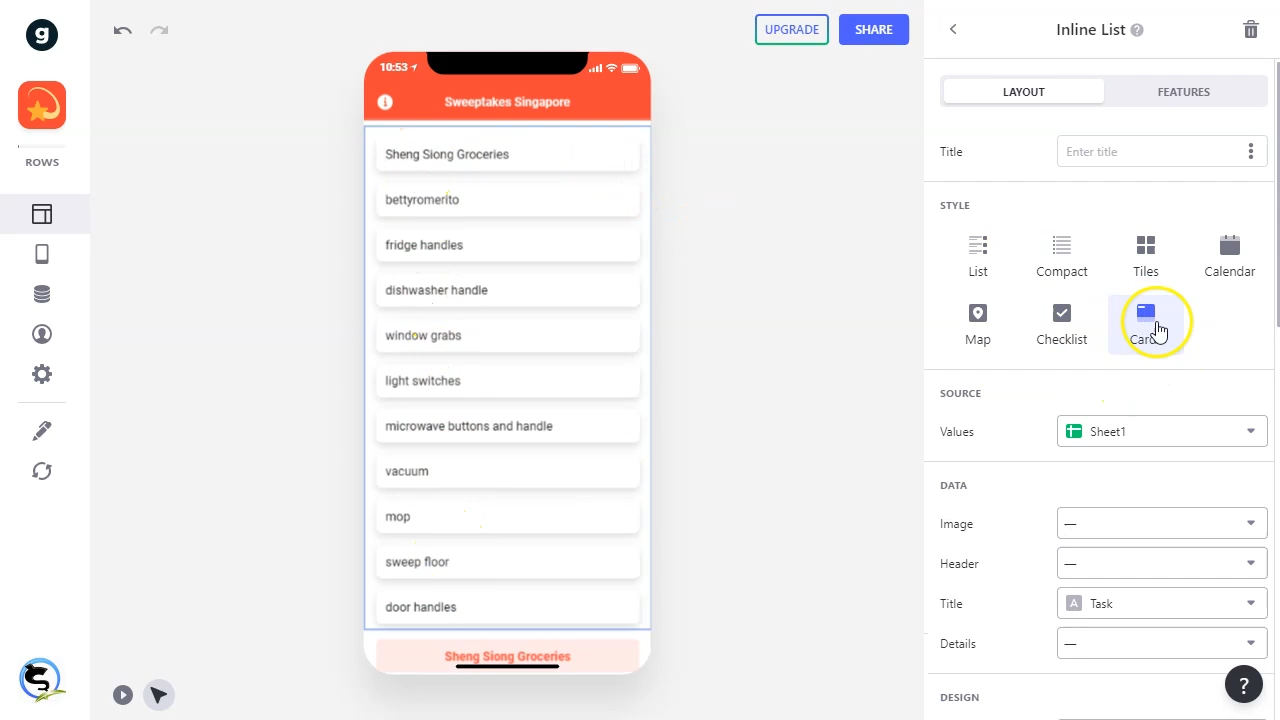 g
ROWS
UPGRADE
SHARE
10:53
Sweeptakes Singapore
Sheng Siong Groceries
bettyromerito
fridge handles
dishwasher handle
window grabs
light switches
microwave buttons and handle
vacuum
mop
sweep floor
door handles
Sheng Siong Groceries
Inline List ?
LAYOUT
FEATURES
Title
Enter title
STYLE
List
Compact
Tiles
Calendar
Map
Checklist
SOURCE
Values
Sheet1
DATA
Image
—
Header
—
Title
A Task
Details
—
DESIGN
?